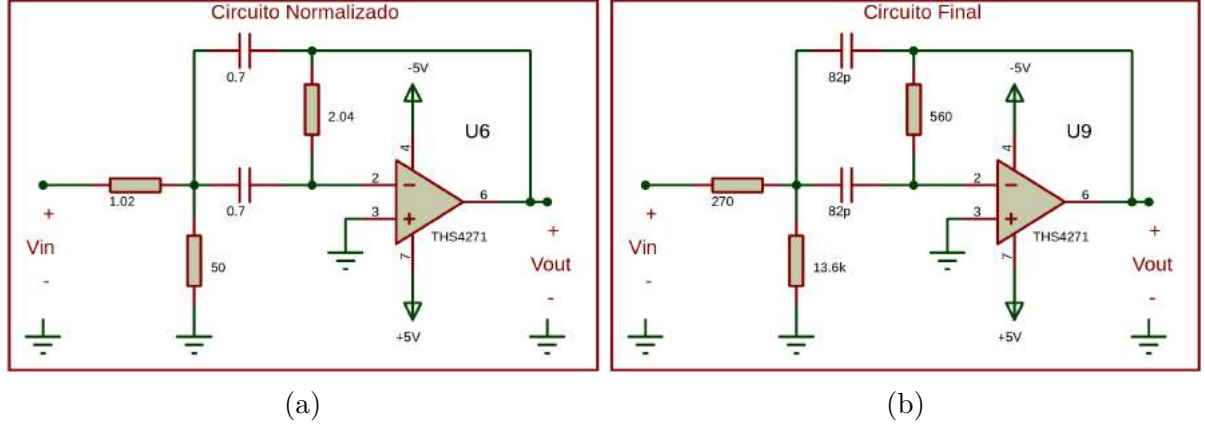 Circuito Normalizado
0.7
2.04
-5V
4
U6
1.02
0.7
2
3
6
THS4271
7
+5V
50
+
Vin
-
+
Vout
-
(a)
Circuito Final
82p
560
-5V
4
U9
270
82p
2
3
6
THS4271
7
+5V
13.6k
+
Vin
-
+
Vout
-
(b)